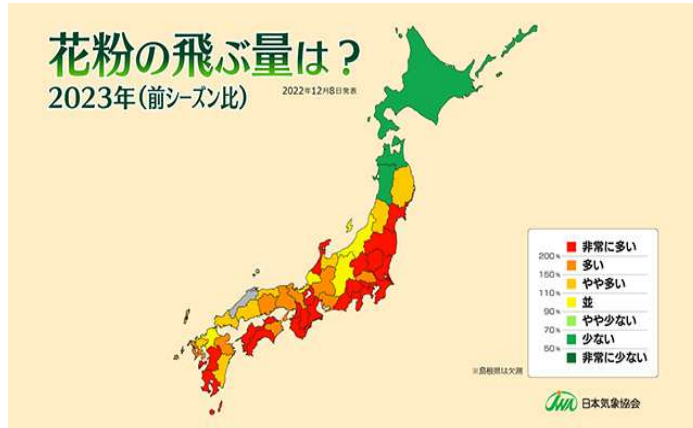 花粉の飛ぶ量は?
2023年(前シーズン比)
2022年12月8日発表
非常に多い
200%
多い
150%
やや多い
110%
並
90%
やや少ない
70%
少ない
50%
非常に少ない
※島根県は欠測
JWA 日本気象協会